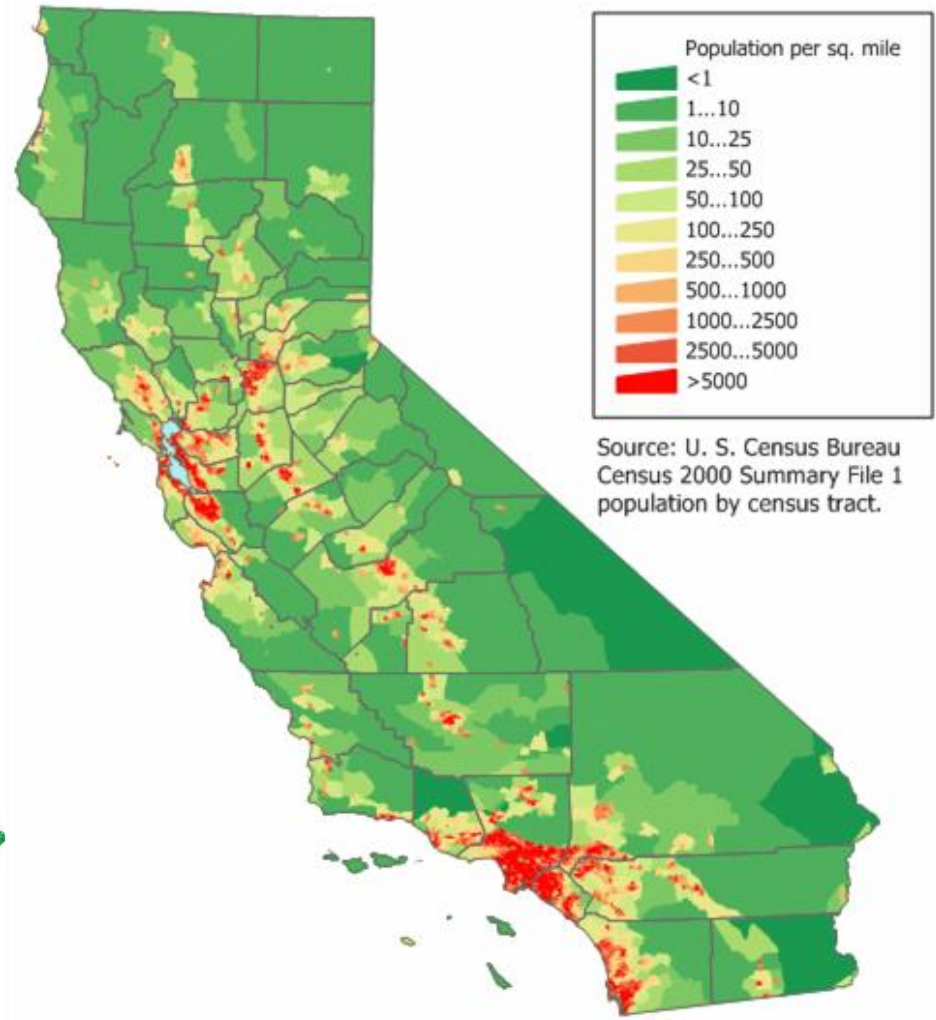 Population per sq. mile
<1
1...10
10...25
25...50
50...100
100...250
250...500
500...1000
1000...2500
2500...5000
>5000
Source: U. S. Census Bureau
Census 2000 Summary File 1
population by census tract.